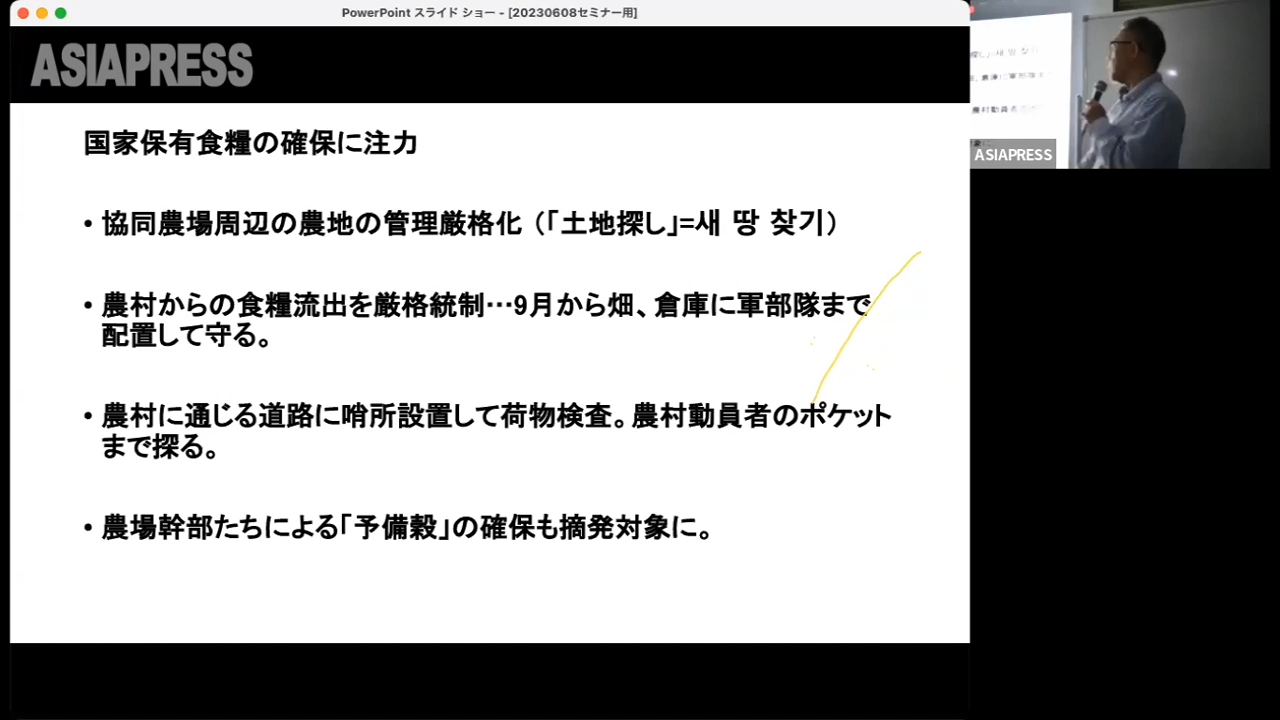 PowerPoint スライド ショー - [20230608セミナー用]
ASIAPRESS
国家保有食糧の確保に注力
• 協同農場周辺の農地の管理厳格化（「土地探し」=새 땅 찾기）
• 農村からの食糧流出を厳格統制…9月から畑、倉庫に軍部隊まで
配置して守る。
• 農村に通じる道路に哨所設置して荷物検査。農村動員者のポケット
まで探る。
• 農場幹部たちによる「予備穀」の確保も摘発対象に。
ASIAPRESS